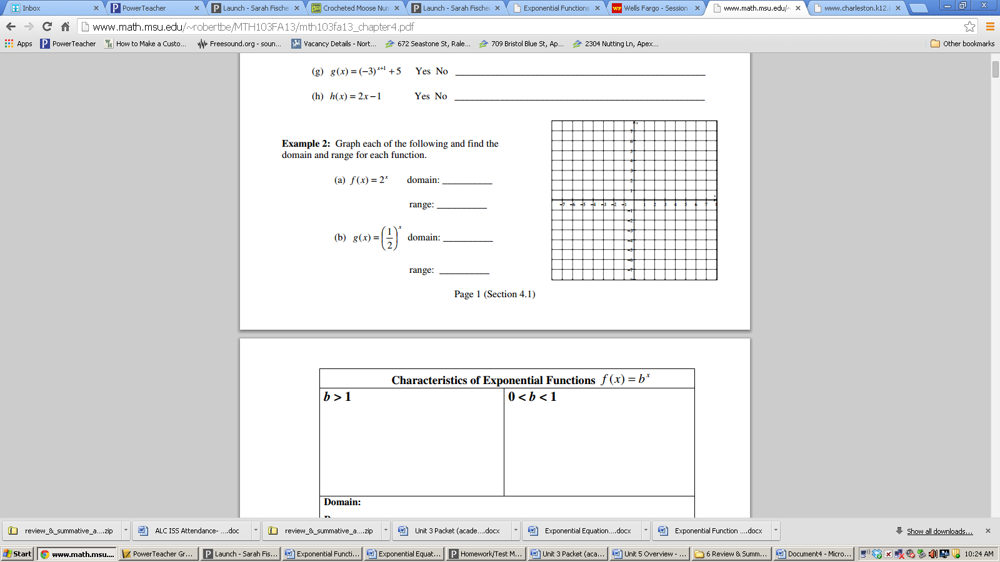 Inbox
PowerTeacher
Launch - Sarah Fische
Crocheted Moose Num
Launch - Sarah Fische
Exponential Functions
Wells Fargo - Session
www.math.msu.edu/~
www.charleston.k12.i
www.math.msu.edu/~robertbe/MTH103FA13/mth103fa13_chapter4.pdf
Apps
PowerTeacher
How to Make a Custo...
Freesound.org - soun...
Vacancy Details - Nort...
672 Seastone St, Rale...
709 Bristol Blue St, Ap...
2304 Nutting Ln, Apex...
Other bookmarks
(g) g(x) = (−3)^{x+1} + 5 Yes No ____________________
(h) h(x) = 2x − 1 Yes No ____________________
Example 2: Graph each of the following and find the
domain and range for each function.
(a) f(x) = 2^x domain: __________
range: __________
(b) g(x) = (1/2)^x domain: __________
range: __________
y
7
6
5
4
3
2
1
-7 -6 -5 -4 -3 -2 -1 1 2 3 4 5 6 7 8
-1
-2
-3
-4
-5
-6
-7
Page 1 (Section 4.1)
Characteristics of Exponential Functions f(x) = b^x
b > 1
0 < b < 1
Domain:
review_&_summative_a....zip
ALC ISS Attendance- ....doc
review_&_summative_a....zip
Unit 3 Packet (acade....docx
Exponential Equation....docx
Exponential Function ....docx
Show all downloads...
Start
www.math.msu....
PowerTeacher Gr...
Launch - Sarah Fis...
Exponential Functi...
Exponential Equat...
Homework/Test M...
Unit 3 Packet (aca...
Unit 5 Overview - ...
6 Review & Summ...
Document4 - Micro...
10:24 AM